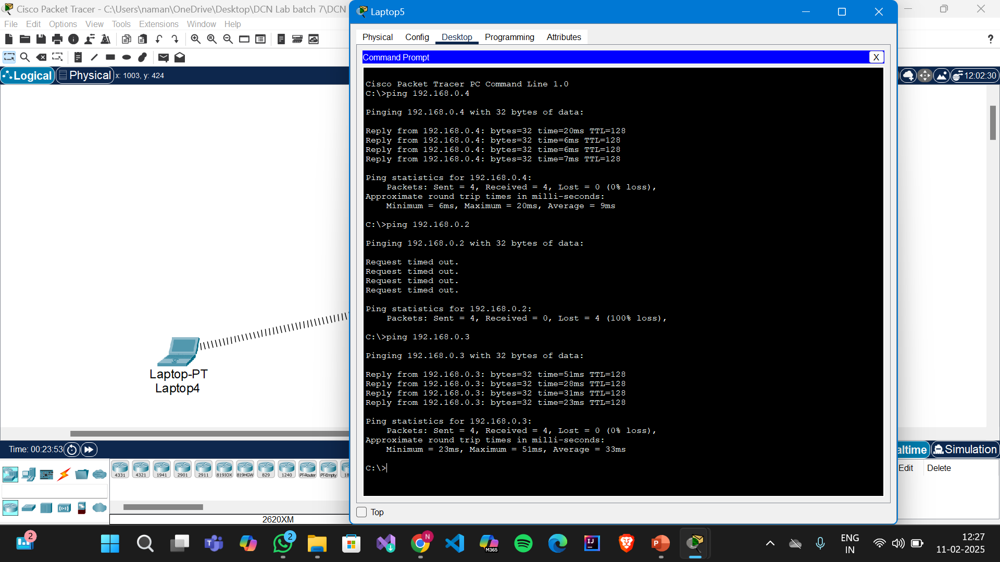 Cisco Packet Tracer - C:\Users\naman\OneDrive\Desktop\DCN Lab batch 7\DCN
File Edit Options View Tools Extensions Window Help
Logical Physical x: 1003, y: 424
12:02:30
Laptop-PT
Laptop4
Time: 00:23:53
4331 4321 1941 2901 2911 819IOX 819HGW 829 1240 PT-Router PT-Empty 18
2620XM
Laptop5
Physical Config Desktop Programming Attributes
Command Prompt X
Cisco Packet Tracer PC Command Line 1.0
C:\>ping 192.168.0.4
Pinging 192.168.0.4 with 32 bytes of data:
Reply from 192.168.0.4: bytes=32 time=20ms TTL=128
Reply from 192.168.0.4: bytes=32 time=6ms TTL=128
Reply from 192.168.0.4: bytes=32 time=6ms TTL=128
Reply from 192.168.0.4: bytes=32 time=7ms TTL=128
Ping statistics for 192.168.0.4:
Packets: Sent = 4, Received = 4, Lost = 0 (0% loss),
Approximate round trip times in milli-seconds:
Minimum = 6ms, Maximum = 20ms, Average = 9ms
C:\>ping 192.168.0.2
Pinging 192.168.0.2 with 32 bytes of data:
Request timed out.
Request timed out.
Request timed out.
Request timed out.
Ping statistics for 192.168.0.2:
Packets: Sent = 4, Received = 0, Lost = 4 (100% loss),
C:\>ping 192.168.0.3
Pinging 192.168.0.3 with 32 bytes of data:
Reply from 192.168.0.3: bytes=32 time=51ms TTL=128
Reply from 192.168.0.3: bytes=32 time=28ms TTL=128
Reply from 192.168.0.3: bytes=32 time=31ms TTL=128
Reply from 192.168.0.3: bytes=32 time=23ms TTL=128
Ping statistics for 192.168.0.3:
Packets: Sent = 4, Received = 4, Lost = 0 (0% loss),
Approximate round trip times in milli-seconds:
Minimum = 23ms, Maximum = 51ms, Average = 33ms
C:\>
Top
altime Simulation
Edit Delete
2
2
N
M365
IJ
ENG
IN
12:27
11-02-2025